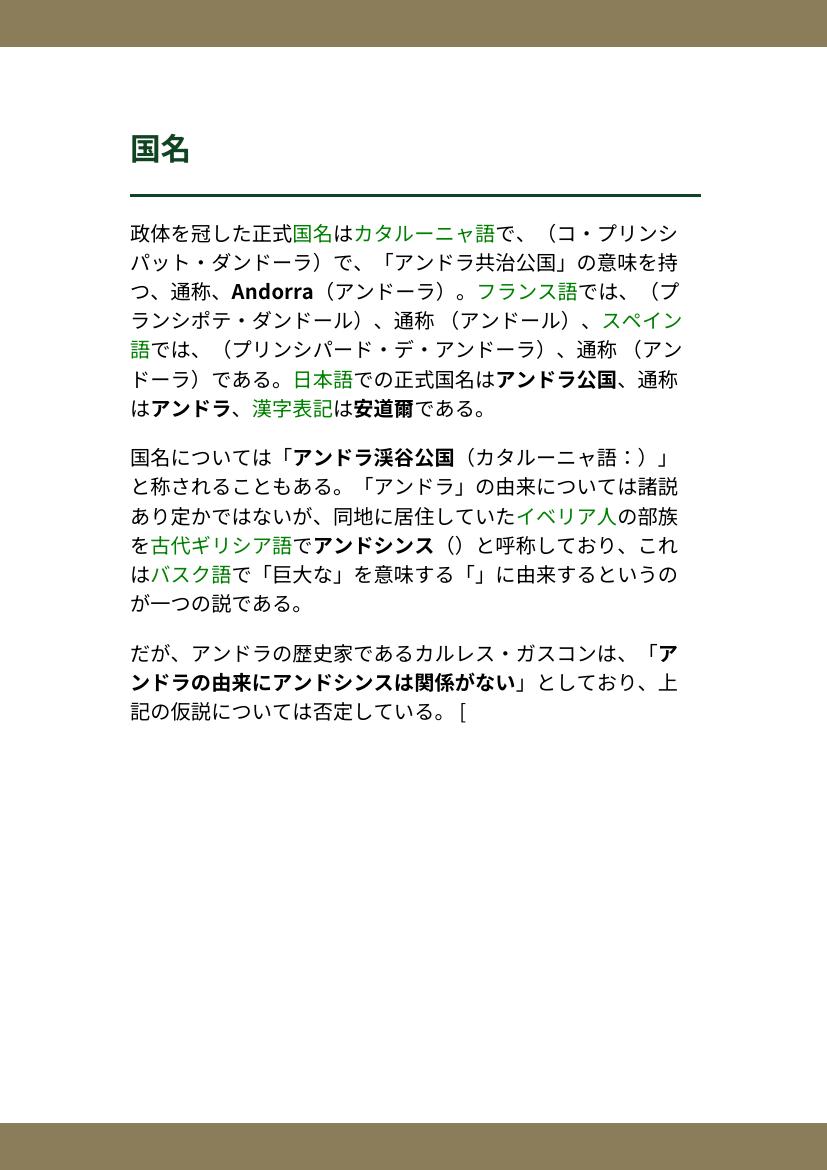 国名
政体を冠した正式国名はカタルーニャ語で、（コ・プリンシ
パット・ダンドーラ）で、「アンドラ共治公国」の意味を持
つ、通称、Andorra（アンドーラ）。フランス語では、（プ
ランシポテ・ダンドール）、通称 （アンドール）、スペイン
語では、（プリンシパード・デ・アンドーラ）、通称 （アン
ドーラ）である。日本語での正式国名はアンドラ公国、通称
はアンドラ、漢字表記は安道爾である。
国名については「アンドラ渓谷公国（カタルーニャ語：）」
と称されることもある。「アンドラ」の由来については諸説
あり定かではないが、同地に居住していたイベリア人の部族
を古代ギリシア語でアンドシンス（）と呼称しており、これ
はバスク語で「巨大な」を意味する「」に由来するというの
が一つの説である。
だが、アンドラの歴史家であるカルレス・ガスコンは、「ア
ンドラの由来にアンドシンスは関係がない」としており、上
記の仮説については否定している。 [